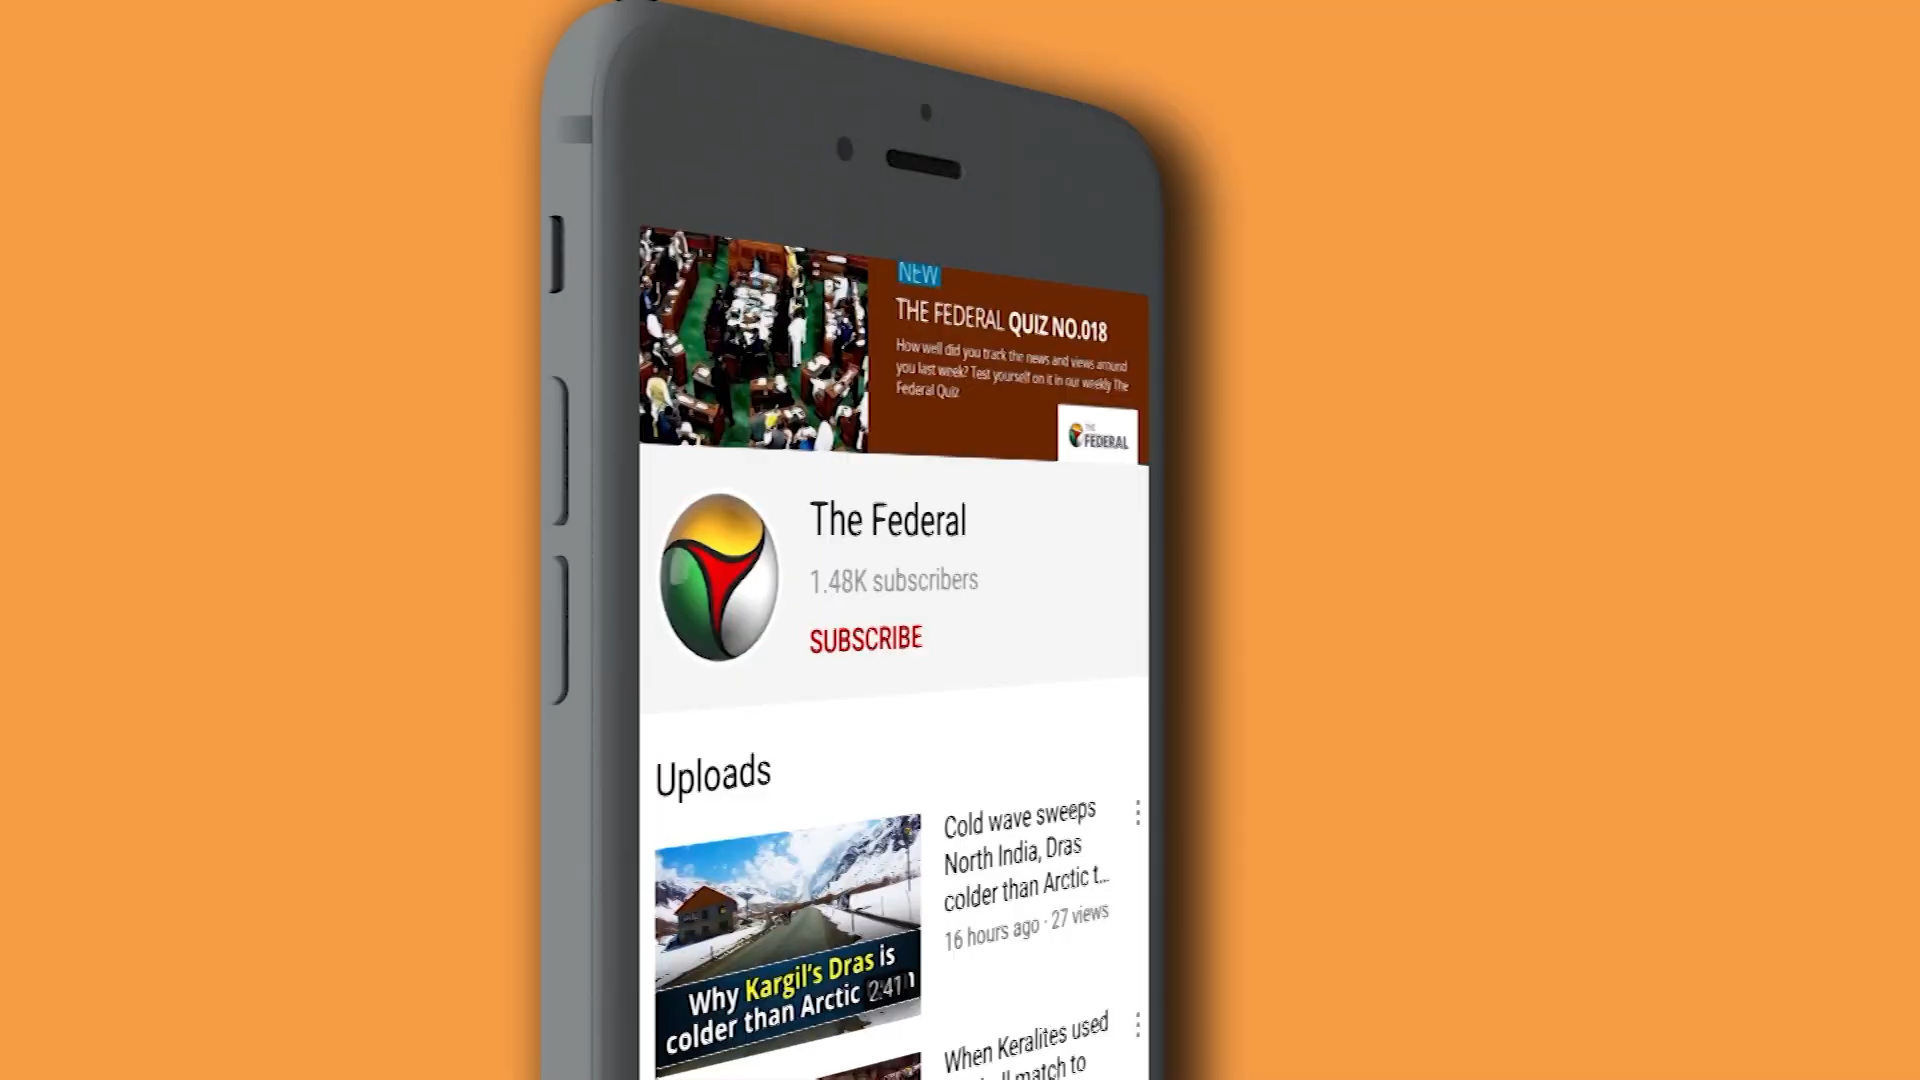 NEW
THE FEDERAL QUIZ NO.018
How well did you track the news and views around
you last week? Test yourself on it in our weekly The
Federal Quiz
THE
FEDERAL
The Federal
1.48K subscribers
SUBSCRIBE
Uploads
Cold wave sweeps
North India, Dras
colder than Arctic t...
16 hours ago · 27 views
Why Kargil's Dras is
colder than Arctic
2:41
When Keralites used
match to